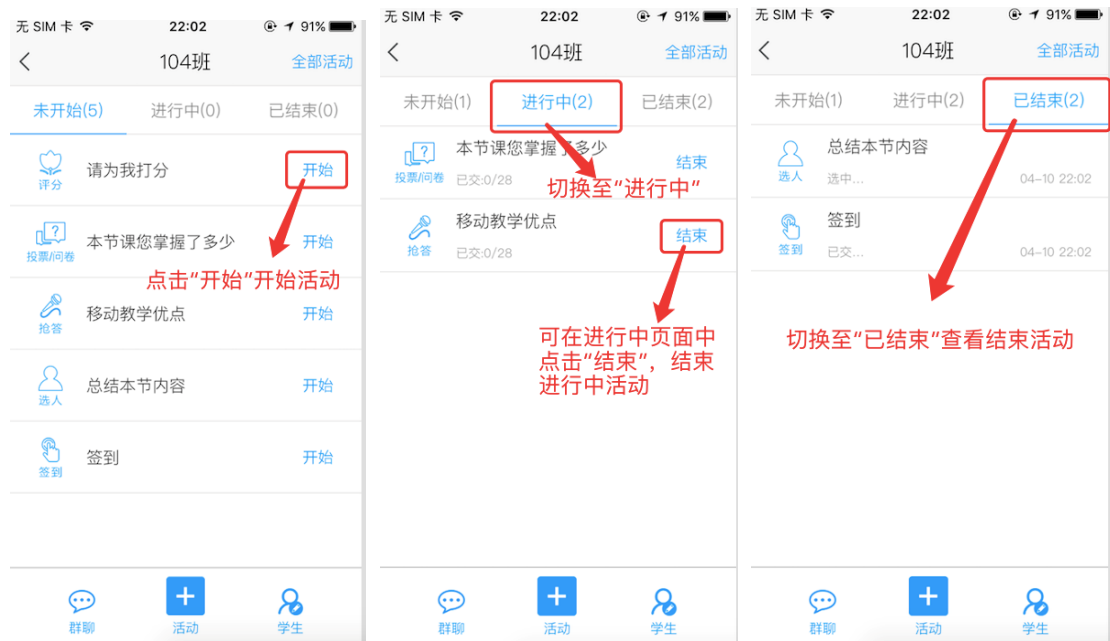 无 SIM 卡 22:02 91%
104班 全部活动
未开始(5) 进行中(0) 已结束(0)
评分 请为我打分 开始
投票/问卷 本节课您掌握了多少 开始
点击“开始”开始活动
抢答 移动教学优点 开始
选人 总结本节内容 开始
签到 签到 开始
群聊 活动 学生
无 SIM 卡 22:02 91%
104班 全部活动
未开始(1) 进行中(2) 已结束(2)
本节课您掌握了多少
投票/问卷 已交:0/28 结束
切换至“进行中”
移动教学优点
抢答 已交:0/28 结束
可在进行中页面中
点击“结束”，结束
进行中活动
群聊 活动 学生
无 SIM 卡 22:02 91%
104班 全部活动
未开始(1) 进行中(2) 已结束(2)
总结本节内容
选人 选中... 04-10 22:02
签到
签到 已交... 04-10 22:02
切换至“已结束”查看结束活动
群聊 活动 学生